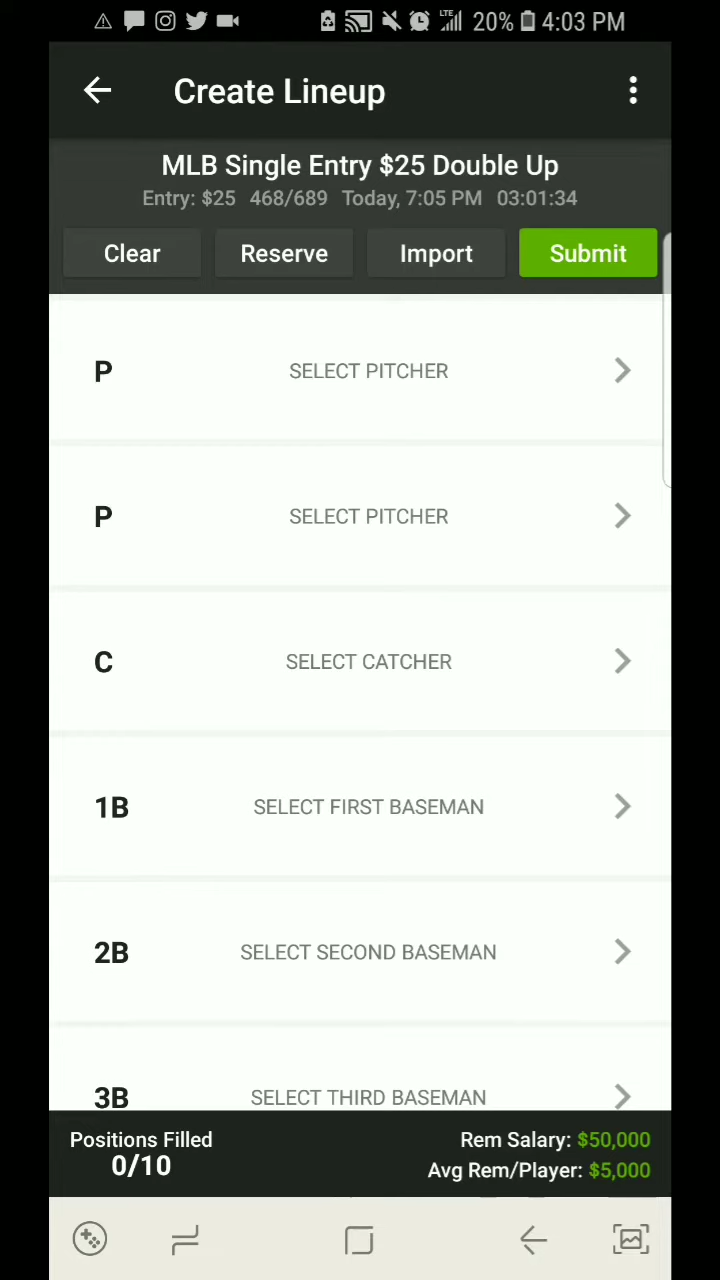 LTE 20% 4:03 PM
Create Lineup
MLB Single Entry $25 Double Up
Entry: $25 468/689 Today, 7:05 PM 03:01:34
Clear Reserve Import Submit
P SELECT PITCHER
P SELECT PITCHER
C SELECT CATCHER
1B SELECT FIRST BASEMAN
2B SELECT SECOND BASEMAN
3B SELECT THIRD BASEMAN
Positions Filled Rem Salary: $50,000
0/10 Avg Rem/Player: $5,000